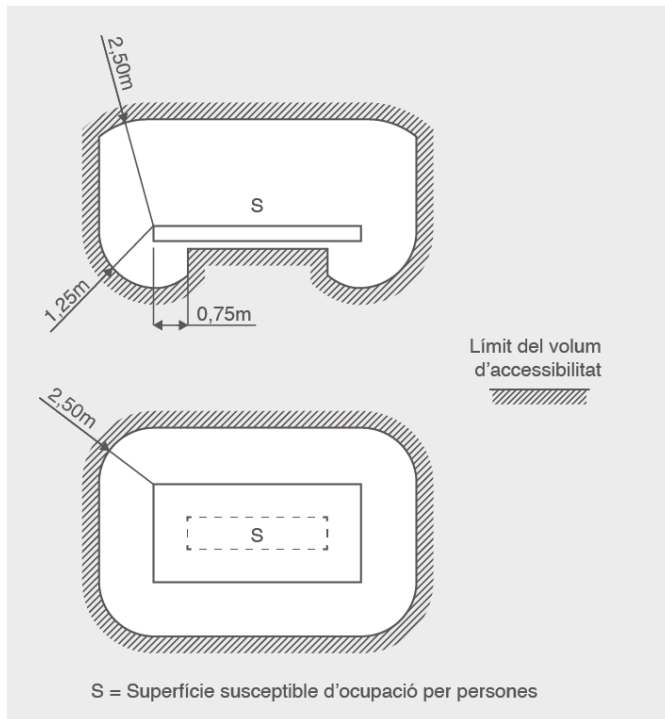 2,50m
S
1,25m
0,75m
Límit del volum
d'accessibilitat
2,50m
S
S = Superfície susceptible d'ocupació per persones